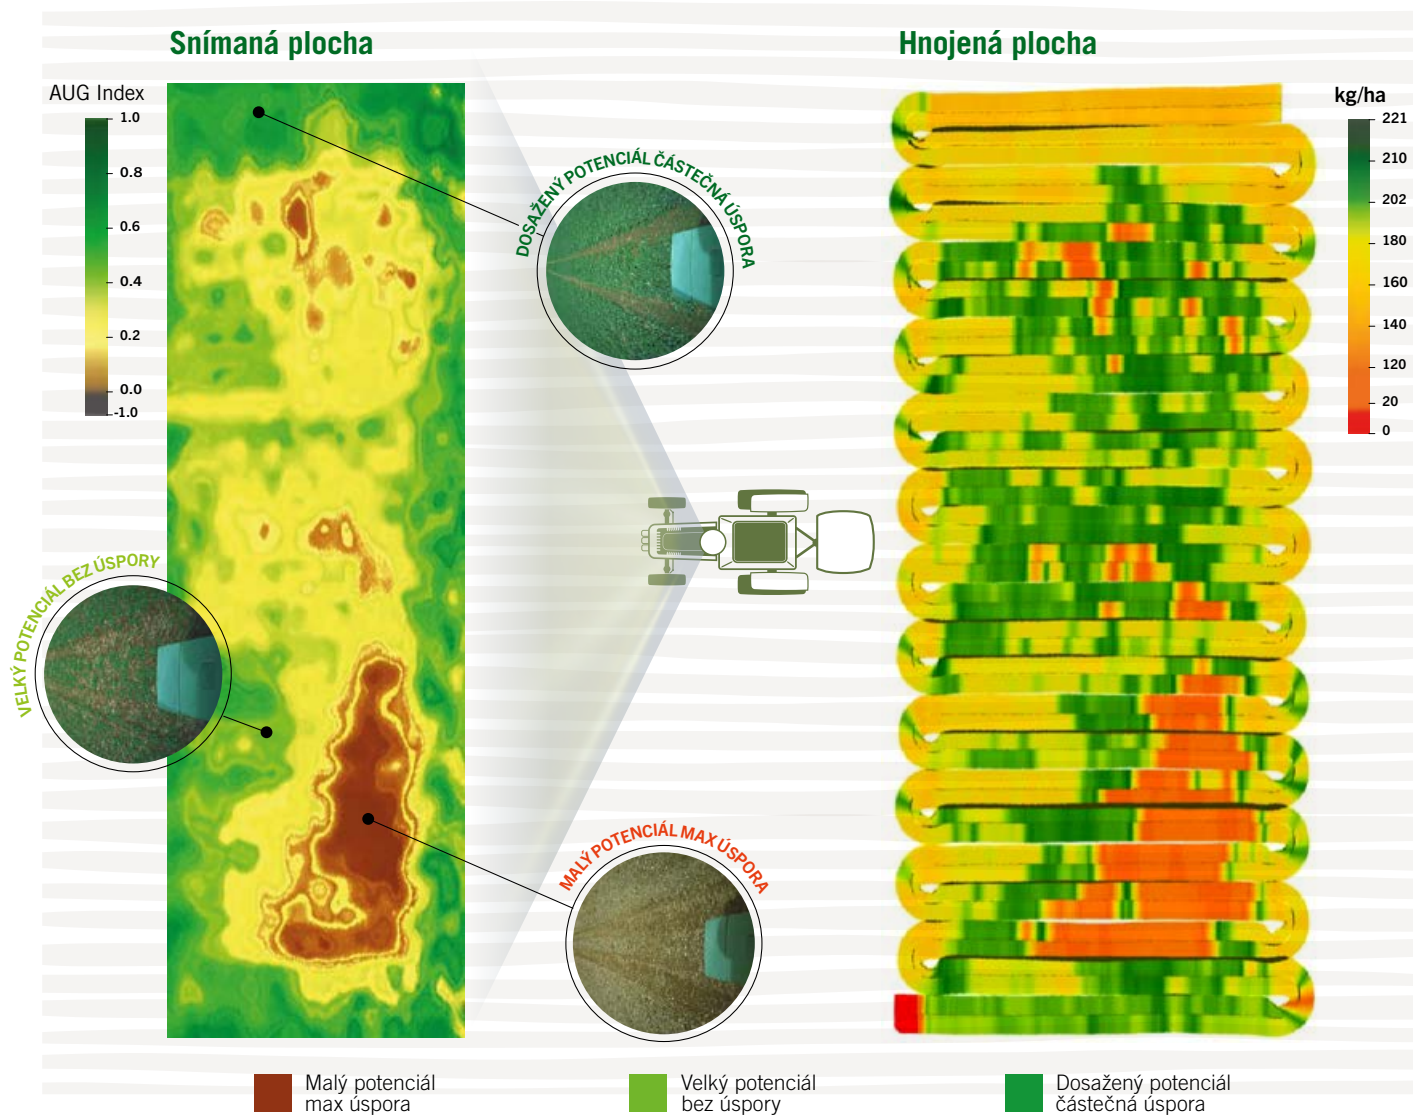 Snímaná plocha
Hnojená plocha
AUG Index
1.0
0.8
0.6
0.4
0.2
0.0
-1.0
kg/ha
221
210
202
180
160
140
120
20
0
DOSAŽENÝ POTENCIÁL ČÁSTEČNÁ ÚSPORA
VELKÝ POTENCIÁL BEZ ÚSPORY
MALÝ POTENCIÁL MAX ÚSPORA
Malý potenciál
max úspora
Velký potenciál
bez úspory
Dosažený potenciál
částečná úspora